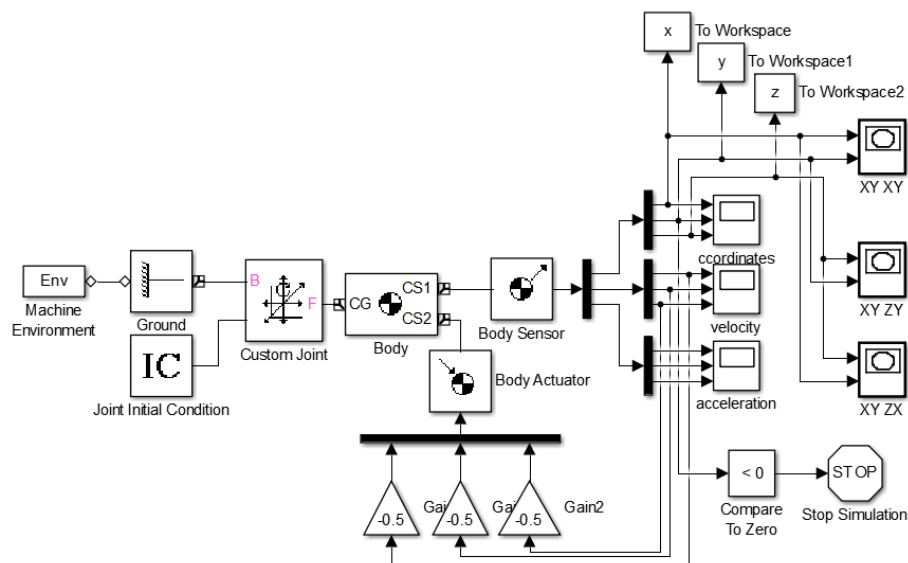 x
To Workspace
y
To Workspace1
z
To Workspace2
XY XY
ccordinates
Env
Machine
Environment
Ground
B
C
F
Custom Joint
CG
CS1
CS2
Body
Body Sensor
velocity
XY ZY
IC
Joint Initial Condition
Body Actuator
acceleration
XY ZX
-0.5
Gai
-0.5
Ga
-0.5
Gain2
< 0
Compare
To Zero
STOP
Stop Simulation